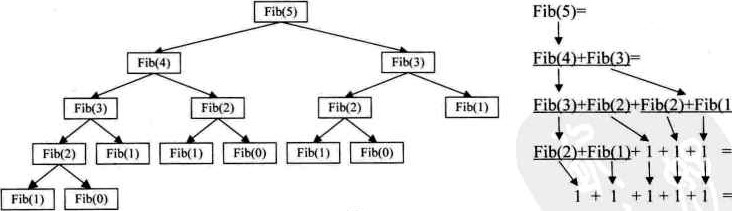 Fib(5)
Fib(4) Fib(3)
Fib(3) Fib(2) Fib(2) Fib(1)
Fib(2) Fib(1) Fib(1) Fib(0) Fib(1) Fib(0)
Fib(1) Fib(0)
Fib(5)=
Fib(4)+Fib(3)=
Fib(3)+Fib(2)+Fib(2)+Fib(1
Fib(2)+Fib(1)+1+1+1 =
1 + 1 +1+1+1 =